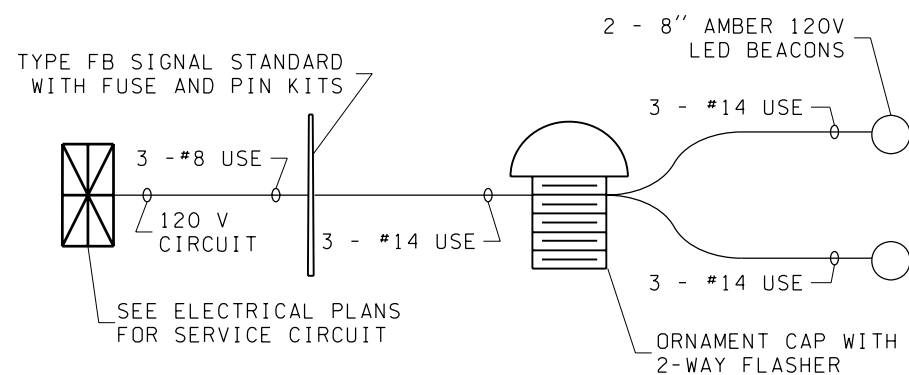 2 - 8" AMBER 120V
LED BEACONS
TYPE FB SIGNAL STANDARD
WITH FUSE AND PIN KITS
3 - #14 USE
3 -#8 USE
120 V
CIRCUIT
3 - #14 USE
3 - #14 USE
SEE ELECTRICAL PLANS
FOR SERVICE CIRCUIT
ORNAMENT CAP WITH
2-WAY FLASHER